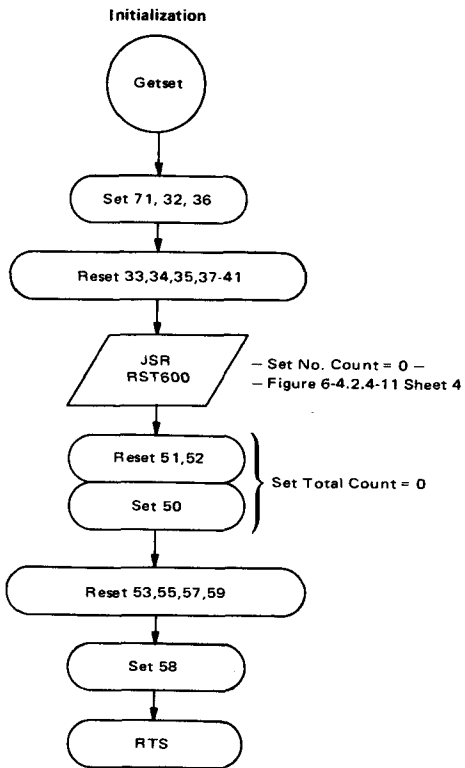 Initialization
Getset
Set 71, 32, 36
Reset 33,34,35,37-41
JSR
RST600
— Set No. Count = 0 —
— Figure 6-4.2.4-11 Sheet 4
Reset 51,52
Set 50
Set Total Count = 0
Reset 53,55,57,59
Set 58
RTS